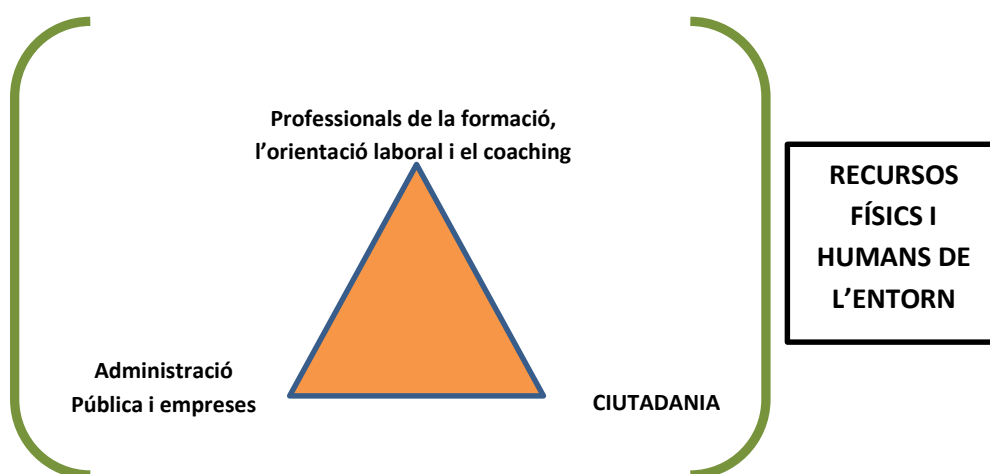 Professionals de la formació,
l’orientació laboral i el coaching
RECURSOS
FÍSICS I
HUMANS DE
L’ENTORN
Administració
Pública i empreses
CIUTADANIA